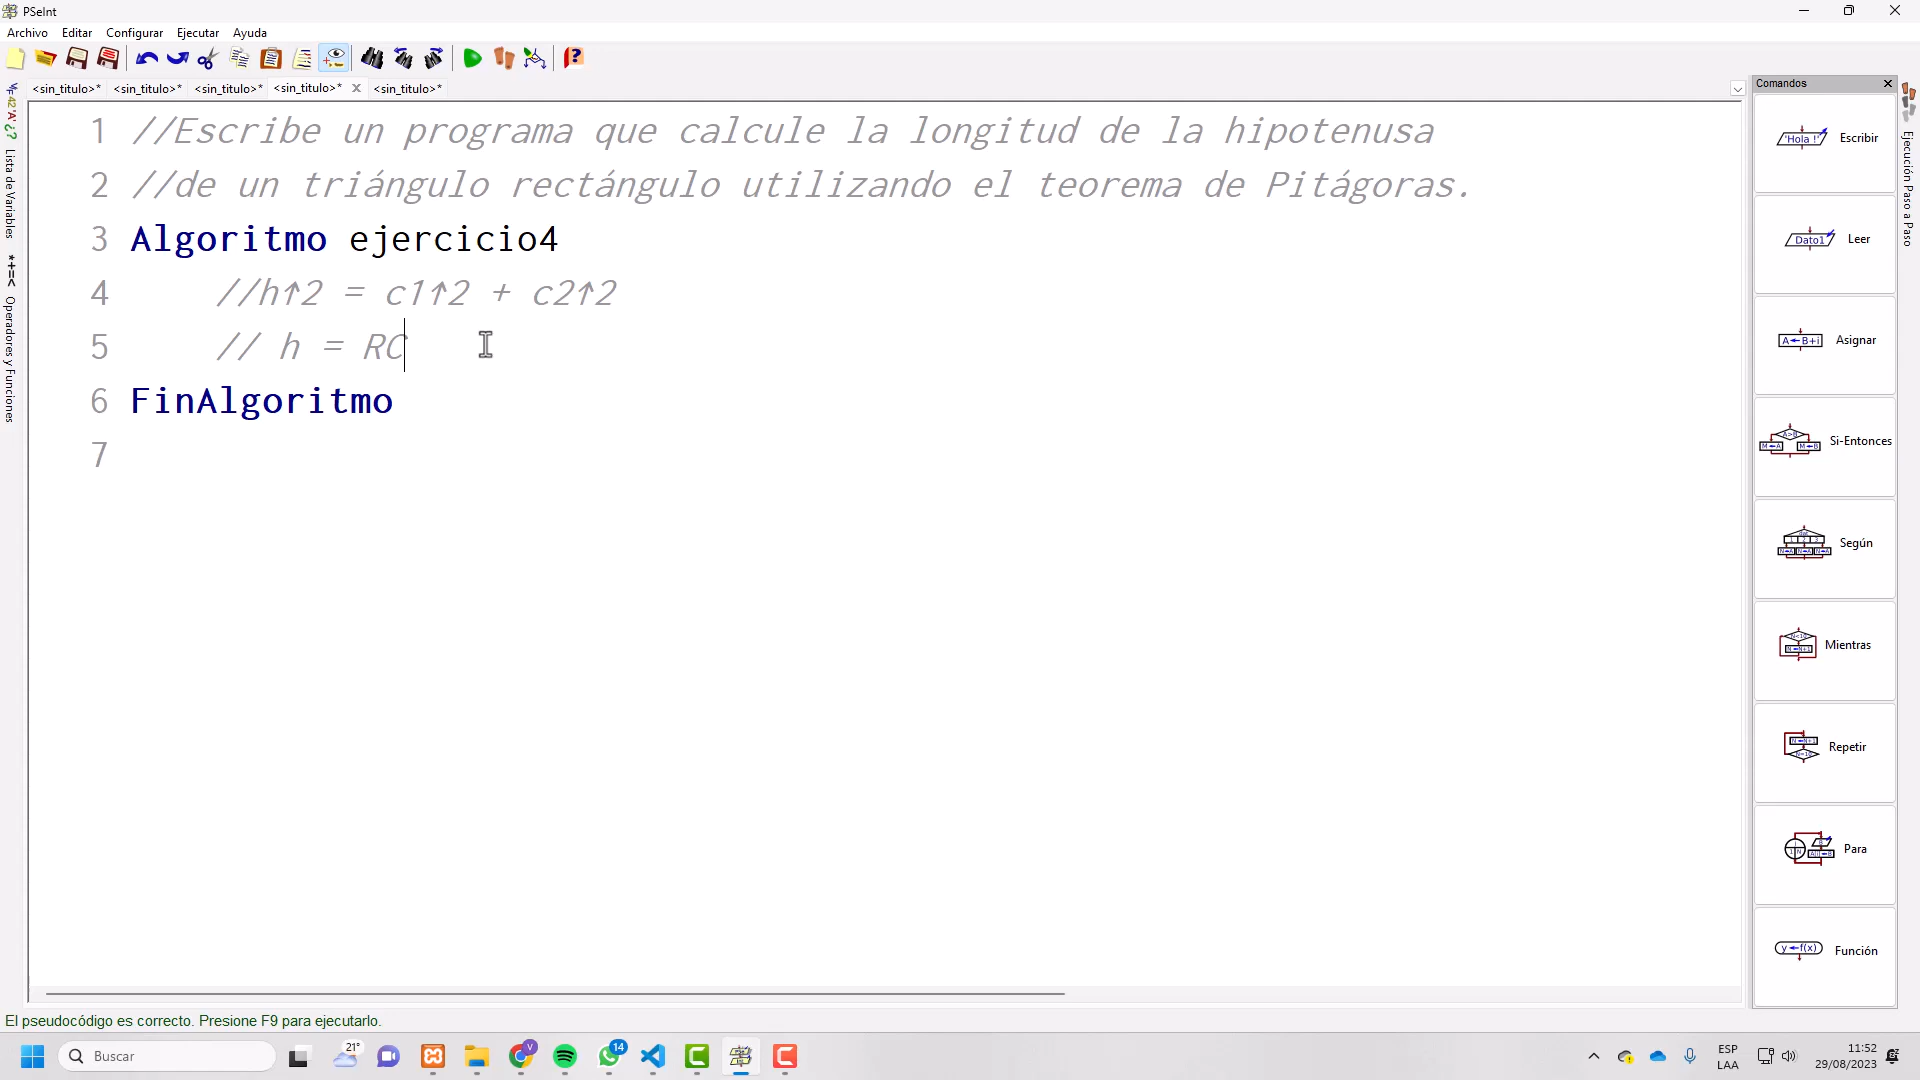 PSeInt
Archivo Editar Configurar Ejecutar Ayuda
<sin_titulo>* <sin_titulo>* <sin_titulo>* <sin_titulo>* <sin_titulo>*
Lista de Variables
Operadores y Funciones
1 //Escribe un programa que calcule la longitud de la hipotenusa
2 //de un triángulo rectángulo utilizando el teorema de Pitágoras.
3 Algoritmo ejercicio4
4 //h↑2 = c1↑2 + c2↑2
5 // h = RC
6 FinAlgoritmo
7
Comandos
'Hola !' Escribir
Dato1 Leer
A←B+i Asignar
Si-Entonces
Según
Mientras
Repetir
Para
y←f(x) Función
Ejecución Paso a Paso
El pseudocódigo es correcto. Presione F9 para ejecutarlo.
Buscar
21°
V
14
ESP
LAA
11:52
29/08/2023